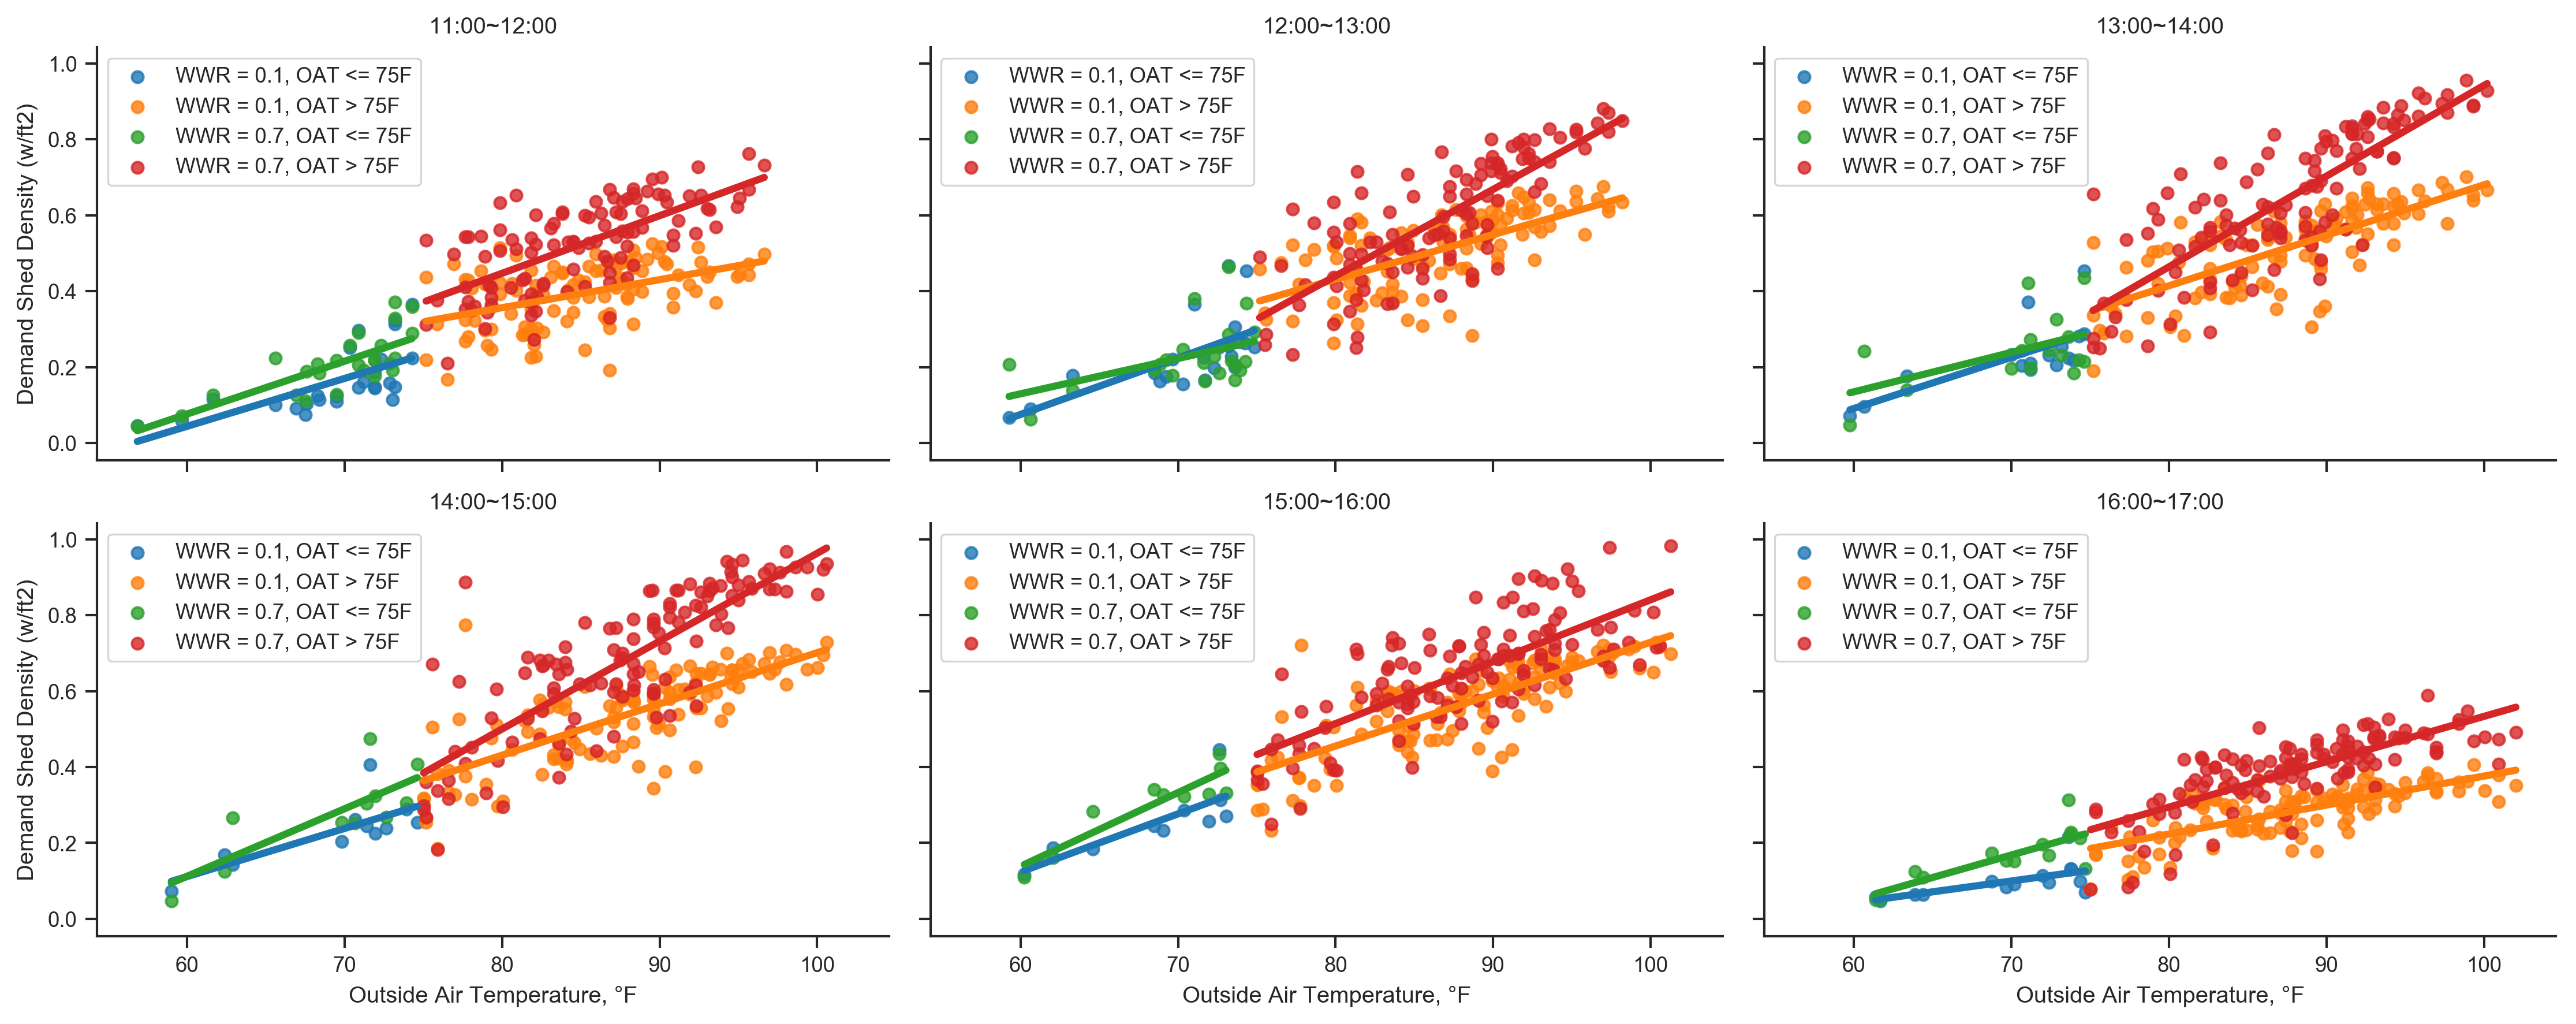 11:00~12:00
12:00~13:00
13:00~14:00
Demand Shed Density (w/ft2)
1.0
0.8
0.6
0.4
0.2
0.0
WWR = 0.1, OAT <= 75F
WWR = 0.1, OAT > 75F
WWR = 0.7, OAT <= 75F
WWR = 0.7, OAT > 75F
WWR = 0.1, OAT <= 75F
WWR = 0.1, OAT > 75F
WWR = 0.7, OAT <= 75F
WWR = 0.7, OAT > 75F
WWR = 0.1, OAT <= 75F
WWR = 0.1, OAT > 75F
WWR = 0.7, OAT <= 75F
WWR = 0.7, OAT > 75F
14:00~15:00
15:00~16:00
16:00~17:00
Demand Shed Density (w/ft2)
1.0
0.8
0.6
0.4
0.2
0.0
WWR = 0.1, OAT <= 75F
WWR = 0.1, OAT > 75F
WWR = 0.7, OAT <= 75F
WWR = 0.7, OAT > 75F
WWR = 0.1, OAT <= 75F
WWR = 0.1, OAT > 75F
WWR = 0.7, OAT <= 75F
WWR = 0.7, OAT > 75F
WWR = 0.1, OAT <= 75F
WWR = 0.1, OAT > 75F
WWR = 0.7, OAT <= 75F
WWR = 0.7, OAT > 75F
60 70 80 90 100
60 70 80 90 100
60 70 80 90 100
Outside Air Temperature, °F
Outside Air Temperature, °F
Outside Air Temperature, °F